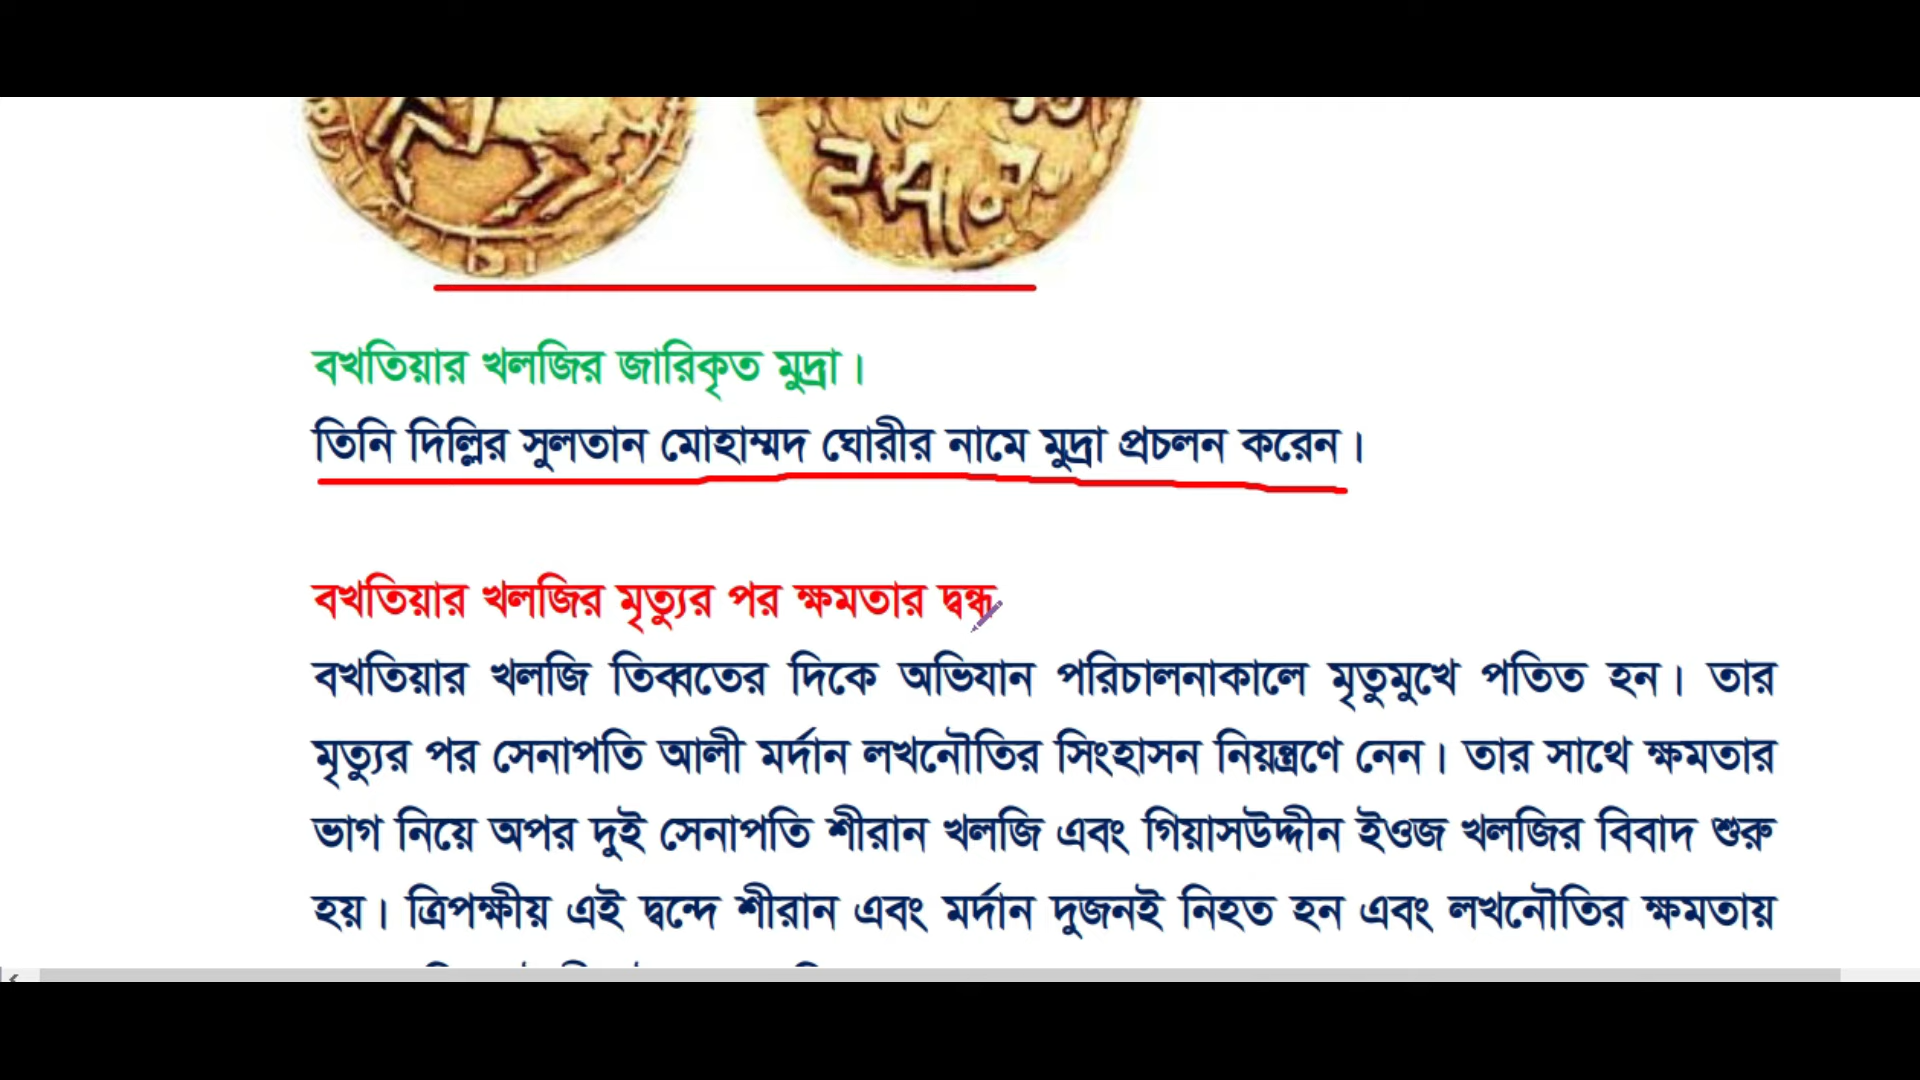 বখতিয়ার খলজির জারিকৃত মুদ্রা।
তিনি দিল্লির সুলতান মোহাম্মদ ঘোরীর নামে মুদ্রা প্রচলন করেন।
বখতিয়ার খলজির মৃত্যুর পর ক্ষমতার দ্বন্ধ
বখতিয়ার খলজি তিব্বতের দিকে অভিযান পরিচালনাকালে মৃতুমুখে পতিত হন। তার
মৃত্যুর পর সেনাপতি আলী মর্দান লখনৌতির সিংহাসন নিয়ন্ত্রণে নেন। তার সাথে ক্ষমতার
ভাগ নিয়ে অপর দুই সেনাপতি শীরান খলজি এবং গিয়াসউদ্দীন ইওজ খলজির বিবাদ শুরু
হয়। ত্রিপক্ষীয় এই দ্বন্দে শীরান এবং মর্দান দুজনই নিহত হন এবং লখনৌতির ক্ষমতায়